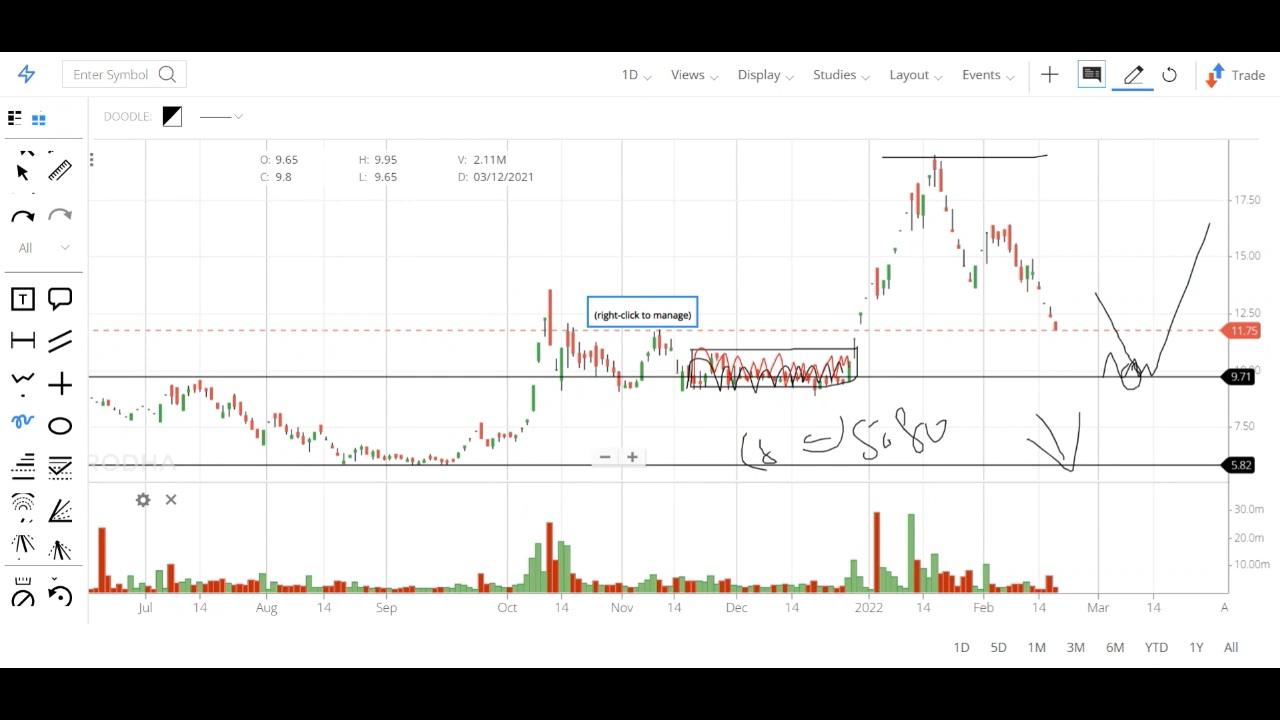 Enter Symbol
1D Views Display Studies Layout Events Trade
DOODLE:
O: 9.65 H: 9.95 V: 2.11M
C: 9.8 L: 9.65 D: 03/12/2021
All
T
(right-click to manage)
17.50
15.00
12.50
11.75
9.71
7.50
5.82
30.0m
10.00m
Jul 14 Aug 14 Sep Oct 14 Nov 14 Dec 14 2022 14 Feb 14 Mar 14 A
1D 5D 1M 3M 6M YTD 1Y All